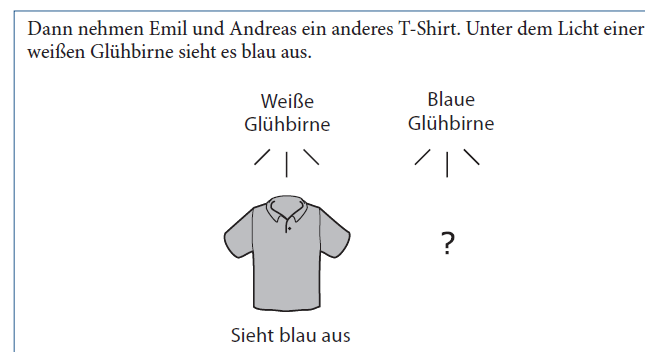 Dann nehmen Emil und Andreas ein anderes T-Shirt. Unter dem Licht einer
weißen Glühbirne sieht es blau aus.
Weiße
Glühbirne
Blaue
Glühbirne
?
Sieht blau aus